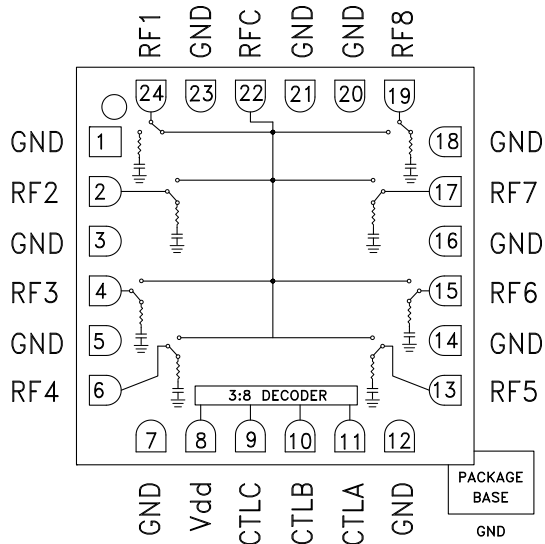 RF1 GND RFC GND GND RF8
24 23 22 21 20 19
GND 1 18 GND
RF2 2 17 RF7
GND 3 16 GND
RF3 4 15 RF6
GND 5 14 GND
RF4 6 13 RF5
3:8 DECODER
7 8 9 10 11 12
GND Vdd CTLC CTLB CTLA GND
PACKAGE
BASE
GND